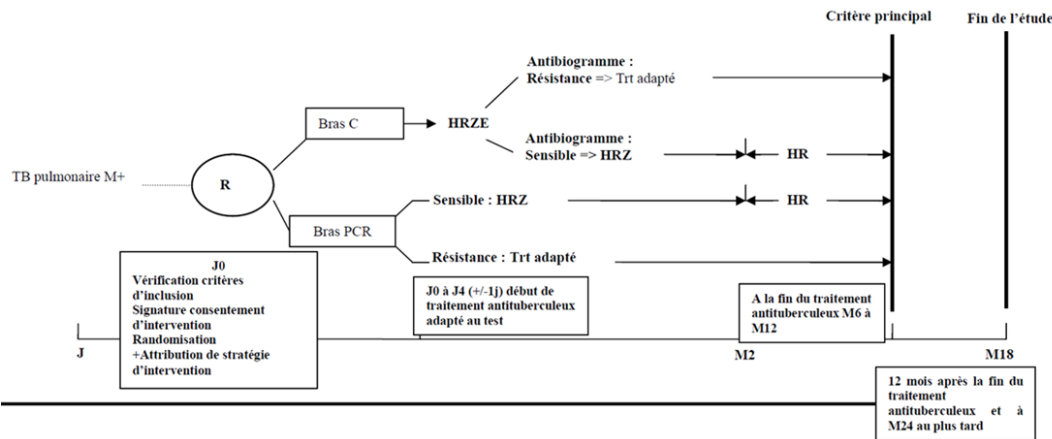 Critère principal
Fin de l'étude
Antibiogramme :
Résistance => Trt adapté
Bras C
HRZE
Antibiogramme :
Sensible => HRZ
HR
TB pulmonaire M+
R
Sensible : HRZ
HR
Bras PCR
Résistance : Trt adapté
J0
Vérification critères
d'inclusion
Signature consentement
d'intervention
Randomisation
+Attribution de stratégie
d'intervention
J0 à J4 (+/-1j) début de
traitement antituberculeux
adapté au test
A la fin du traitement
antituberculeux M6 à
M12
J
M2
M18
12 mois après la fin du
traitement
antituberculeux et à
M24 au plus tard